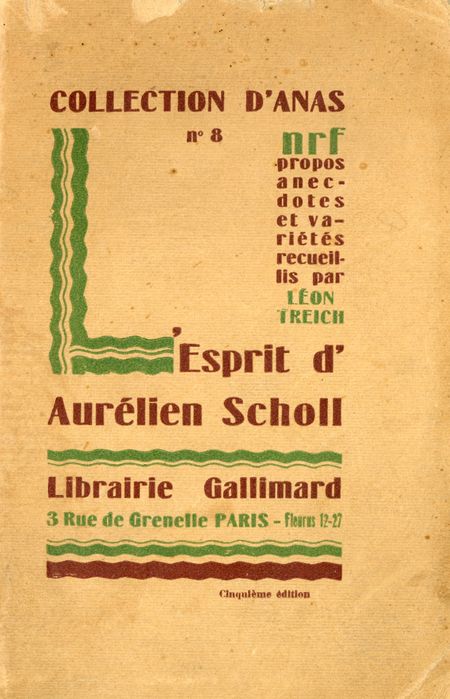 COLLECTION D'ANAS
nº 8
nrf
propos
anec-
dotes
et va-
riétés
recueil-
lis par
LÉON
TREICH
L'Esprit d'
Aurélien Scholl
Librairie Gallimard
3 Rue de Grenelle PARIS - Fleurus 12-27
Cinquième édition